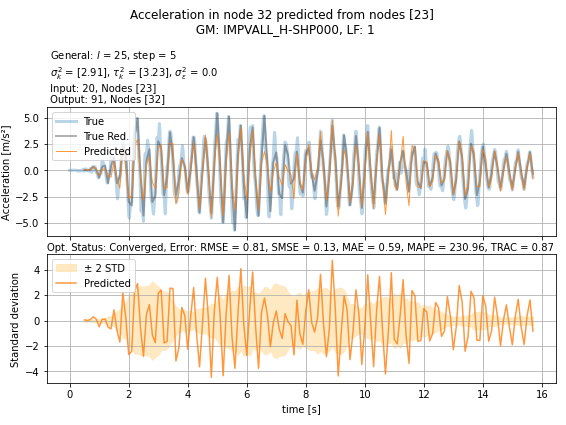 Acceleration in node 32 predicted from nodes [23]
GM: IMPVALL_H-SHP000, LF: 1
General: l = 25, step = 5
σ²ₖ = [2.91], τ²ₖ = [3.23], σ²ε = 0.0
Input: 20, Nodes [23]
Output: 91, Nodes [32]
Acceleration [m/s²]
5.0
2.5
0.0
−2.5
−5.0
True
True Red.
Predicted
Opt. Status: Converged, Error: RMSE = 0.81, SMSE = 0.13, MAE = 0.59, MAPE = 230.96, TRAC = 0.87
Standard deviation
4
2
0
−2
−4
± 2 STD
Predicted
0 2 4 6 8 10 12 14 16
time [s]